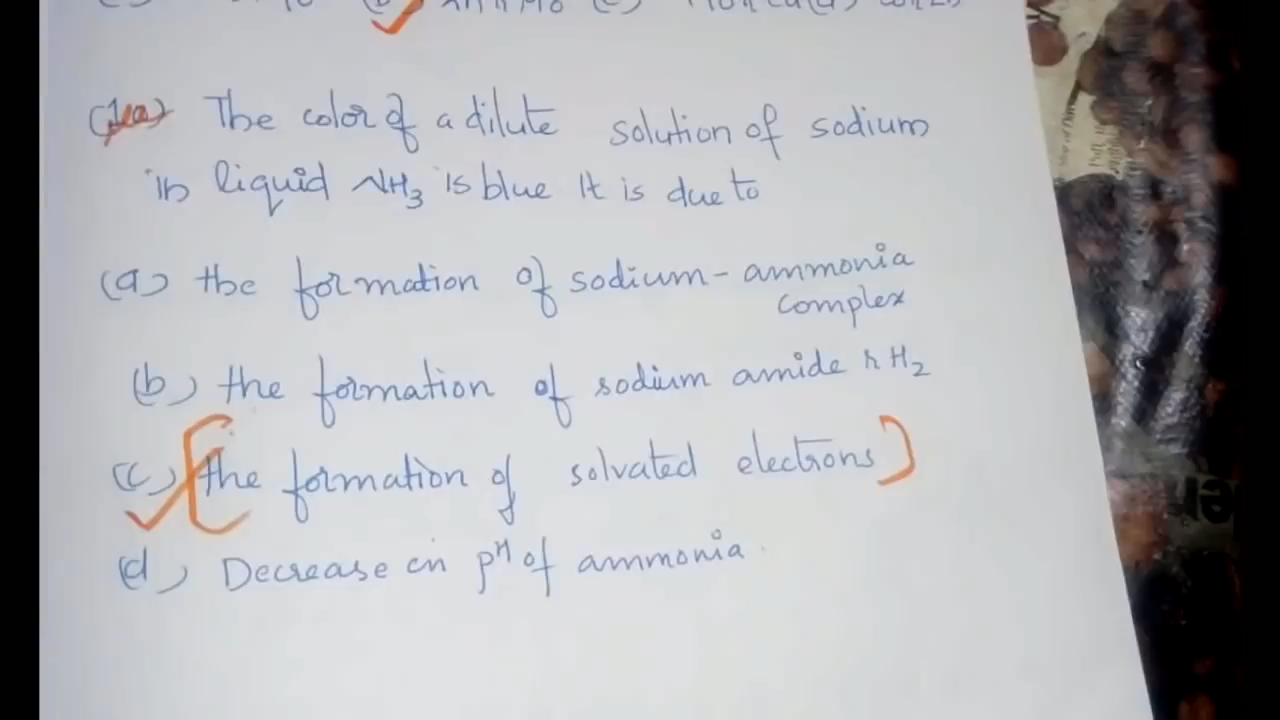 The color of a dilute solution of sodium
in liquid NH3 is blue It is due to
(a) the formation of sodium - ammonia
complex
(b) the formation of sodium amide NH2
(c) the formation of solvated electrons
(d) Decrease in pH of ammonia.